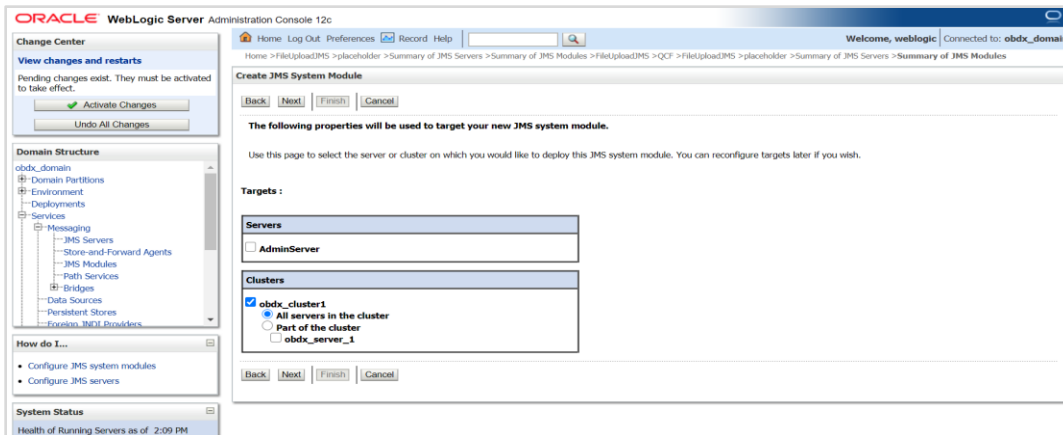 ORACLE WebLogic Server Administration Console 12c
Change Center
View changes and restarts
Pending changes exist. They must be activated
to take effect.
Activate Changes
Undo All Changes
Domain Structure
obdx_domain
Domain Partitions
Environment
Deployments
Services
Messaging
JMS Servers
Store-and-Forward Agents
JMS Modules
Path Services
Bridges
Data Sources
Persistent Stores
Foreign JNDI Providers
How do I...
Configure JMS system modules
Configure JMS servers
System Status
Health of Running Servers as of 2:09 PM
Home Log Out Preferences Record Help
Welcome, weblogic Connected to: obdx_domain
Home >FileUploadJMS >placeholder >Summary of JMS Servers >Summary of JMS Modules >FileUploadJMS >QCF >FileUploadJMS >placeholder >Summary of JMS Servers >Summary of JMS Modules
Create JMS System Module
Back Next Finish Cancel
The following properties will be used to target your new JMS system module.
Use this page to select the server or cluster on which you would like to deploy this JMS system module. You can reconfigure targets later if you wish.
Targets :
Servers
AdminServer
Clusters
obdx_cluster1
All servers in the cluster
Part of the cluster
obdx_server_1
Back Next Finish Cancel